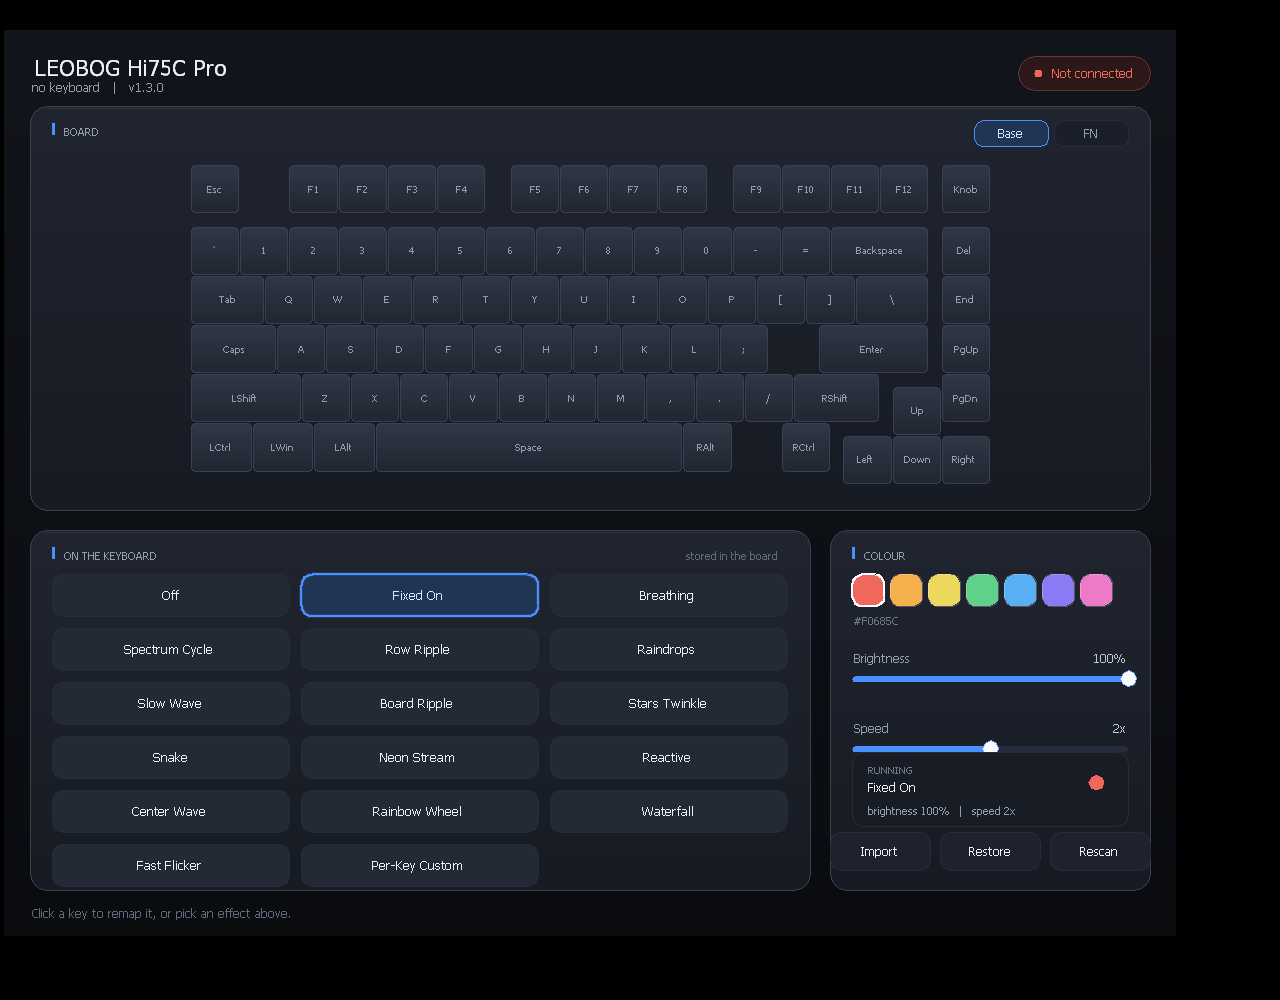 LEOBOG Hi75C Pro
no keyboard | v1.3.0
Not connected
BOARD
Base FN
Esc F1 F2 F3 F4 F5 F6 F7 F8 F9 F10 F11 F12 Knob
` 1 2 3 4 5 6 7 8 9 0 - = Backspace Del
Tab Q W E R T Y U I O P [ ] \ End
Caps A S D F G H J K L ; Enter PgUp
LShift Z X C V B N M , . / RShift Up PgDn
LCtrl LWin LAlt Space RAlt RCtrl Left Down Right
ON THE KEYBOARD stored in the board
Off Fixed On Breathing
Spectrum Cycle Row Ripple Raindrops
Slow Wave Board Ripple Stars Twinkle
Snake Neon Stream Reactive
Center Wave Rainbow Wheel Waterfall
Fast Flicker Per-Key Custom
COLOUR
#F0685C
Brightness 100%
Speed 2x
RUNNING
Fixed On
brightness 100% | speed 2x
Import Restore Rescan
Click a key to remap it, or pick an effect above.